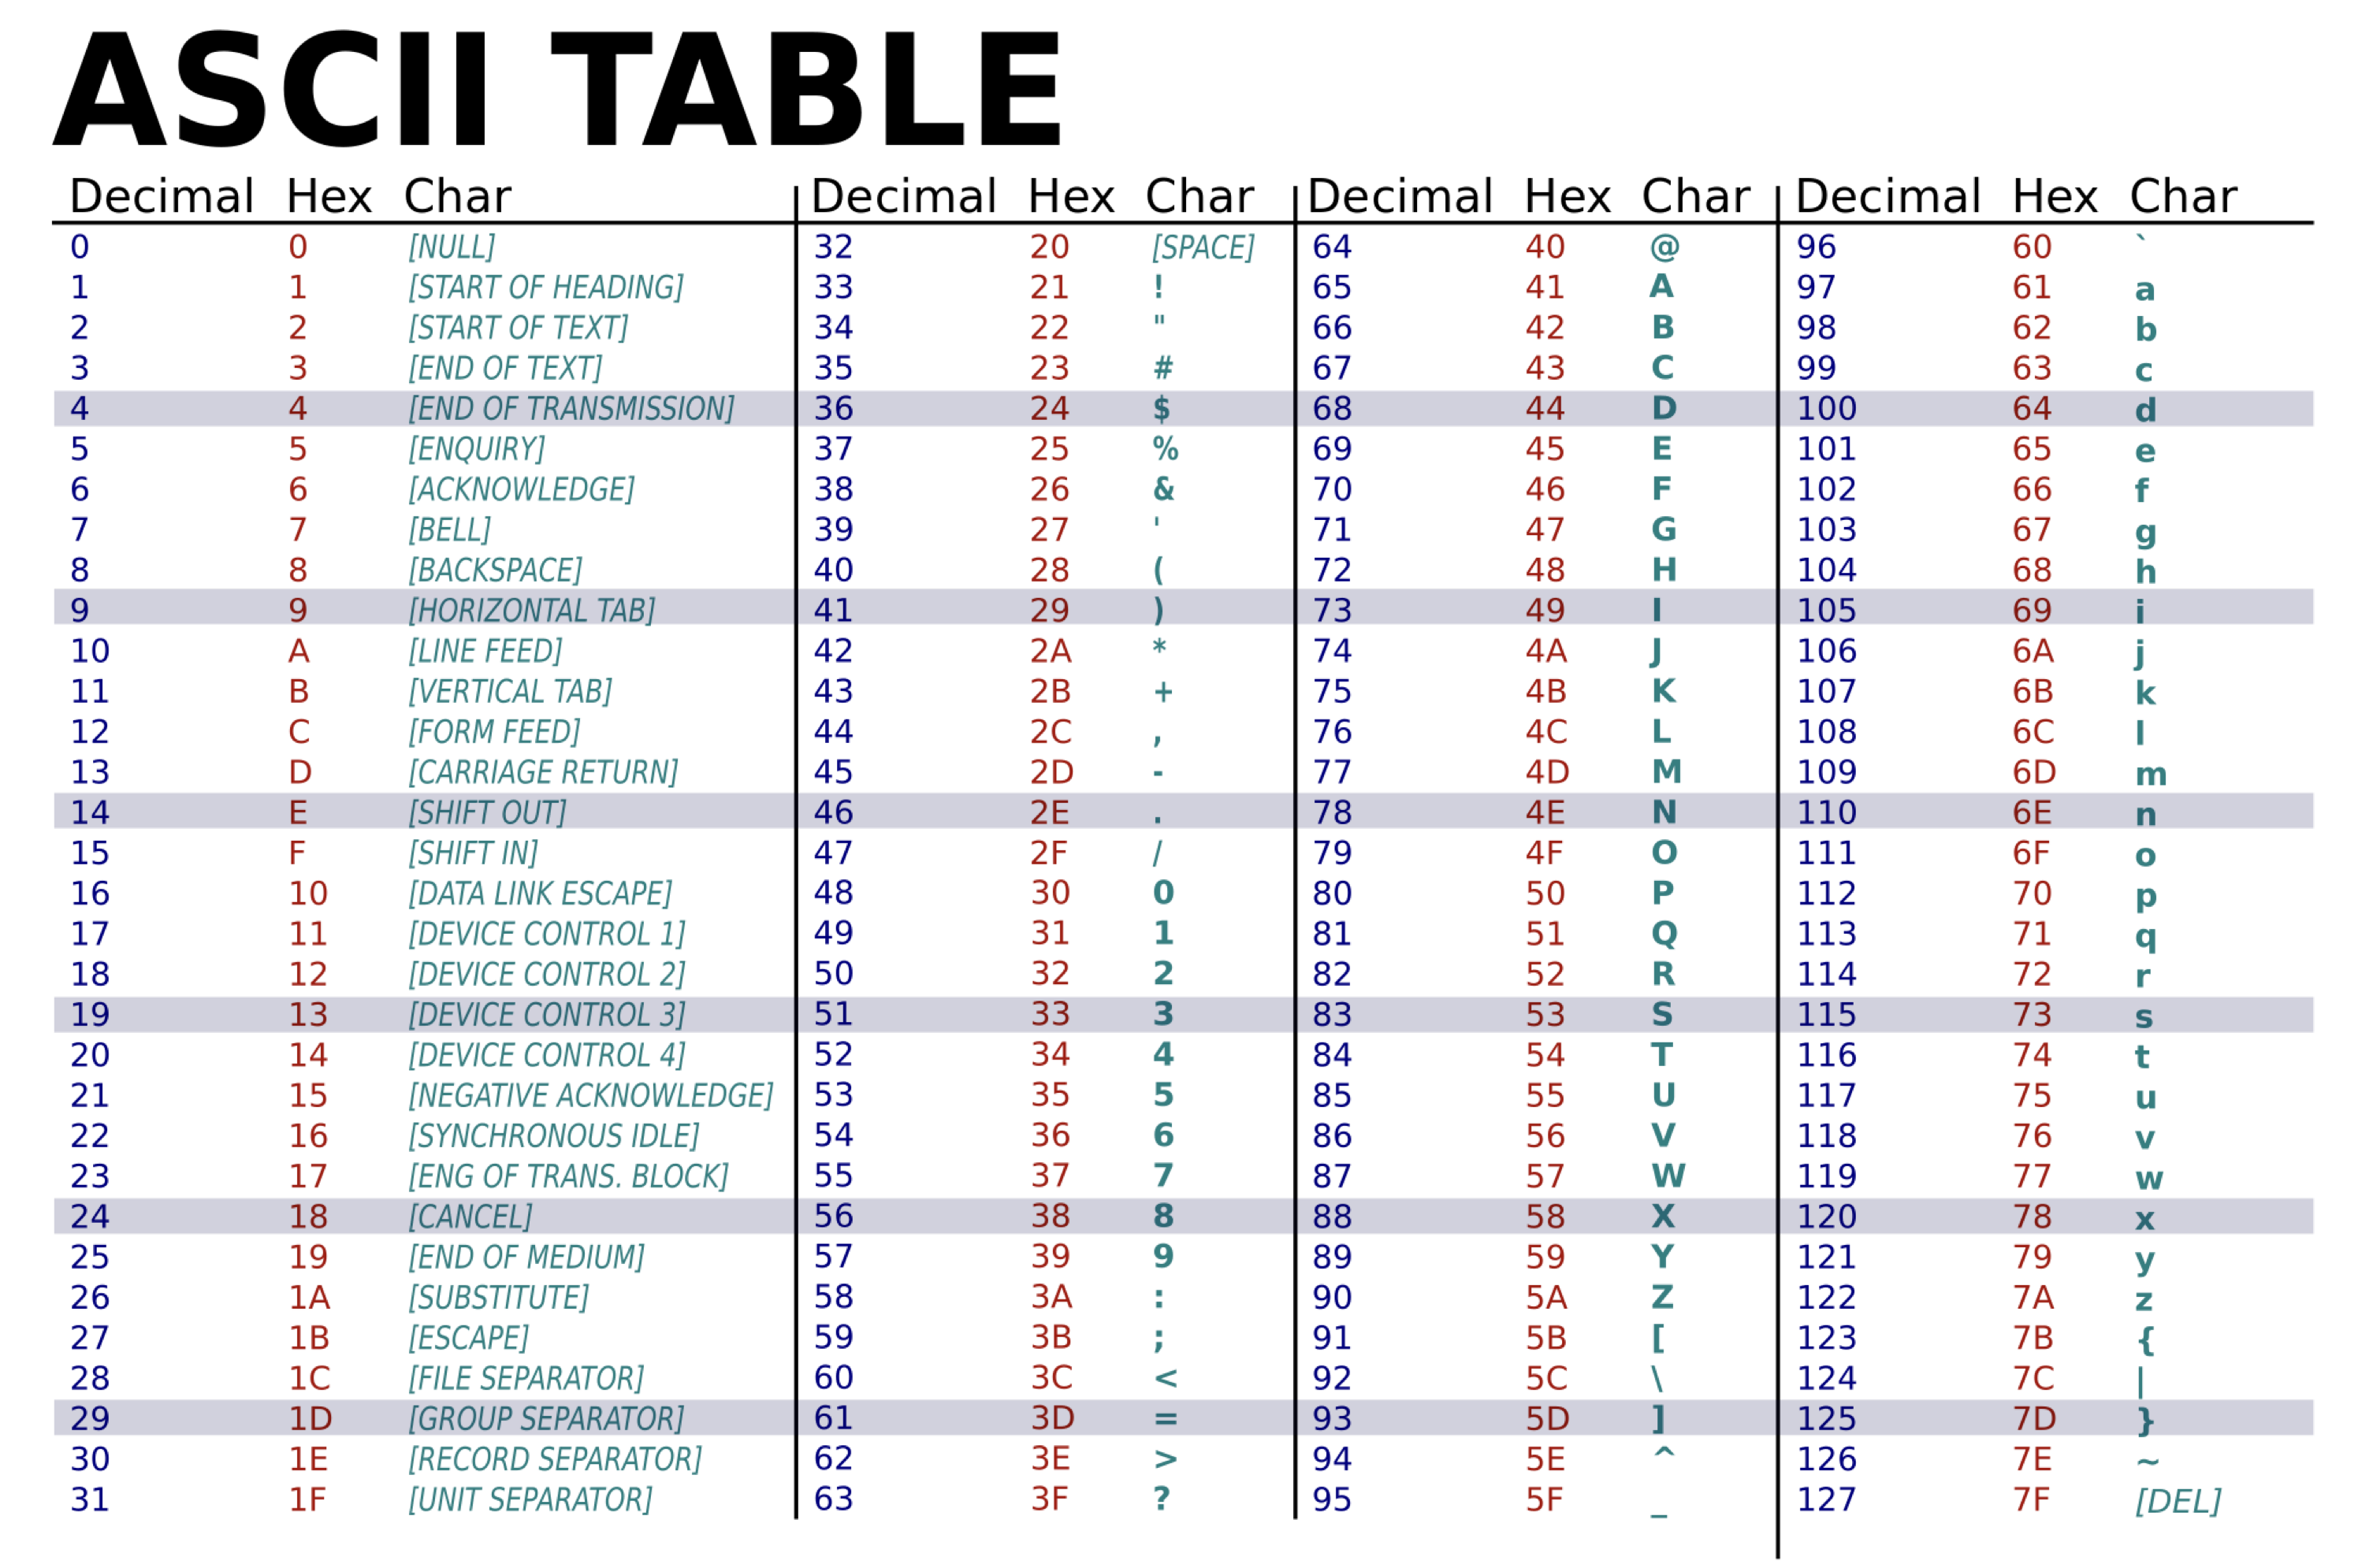 ASCII TABLE
Decimal Hex Char Decimal Hex Char Decimal Hex Char Decimal Hex Char
0 0 [NULL] 32 20 [SPACE] 64 40 @ 96 60 `
1 1 [START OF HEADING] 33 21 ! 65 41 A 97 61 a
2 2 [START OF TEXT] 34 22 " 66 42 B 98 62 b
3 3 [END OF TEXT] 35 23 # 67 43 C 99 63 c
4 4 [END OF TRANSMISSION] 36 24 $ 68 44 D 100 64 d
5 5 [ENQUIRY] 37 25 % 69 45 E 101 65 e
6 6 [ACKNOWLEDGE] 38 26 & 70 46 F 102 66 f
7 7 [BELL] 39 27 ' 71 47 G 103 67 g
8 8 [BACKSPACE] 40 28 ( 72 48 H 104 68 h
9 9 [HORIZONTAL TAB] 41 29 ) 73 49 I 105 69 i
10 A [LINE FEED] 42 2A * 74 4A J 106 6A j
11 B [VERTICAL TAB] 43 2B + 75 4B K 107 6B k
12 C [FORM FEED] 44 2C , 76 4C L 108 6C l
13 D [CARRIAGE RETURN] 45 2D - 77 4D M 109 6D m
14 E [SHIFT OUT] 46 2E . 78 4E N 110 6E n
15 F [SHIFT IN] 47 2F / 79 4F O 111 6F o
16 10 [DATA LINK ESCAPE] 48 30 0 80 50 P 112 70 p
17 11 [DEVICE CONTROL 1] 49 31 1 81 51 Q 113 71 q
18 12 [DEVICE CONTROL 2] 50 32 2 82 52 R 114 72 r
19 13 [DEVICE CONTROL 3] 51 33 3 83 53 S 115 73 s
20 14 [DEVICE CONTROL 4] 52 34 4 84 54 T 116 74 t
21 15 [NEGATIVE ACKNOWLEDGE] 53 35 5 85 55 U 117 75 u
22 16 [SYNCHRONOUS IDLE] 54 36 6 86 56 V 118 76 v
23 17 [ENG OF TRANS. BLOCK] 55 37 7 87 57 W 119 77 w
24 18 [CANCEL] 56 38 8 88 58 X 120 78 x
25 19 [END OF MEDIUM] 57 39 9 89 59 Y 121 79 y
26 1A [SUBSTITUTE] 58 3A : 90 5A Z 122 7A z
27 1B [ESCAPE] 59 3B ; 91 5B [ 123 7B {
28 1C [FILE SEPARATOR] 60 3C < 92 5C \ 124 7C |
29 1D [GROUP SEPARATOR] 61 3D = 93 5D ] 125 7D }
30 1E [RECORD SEPARATOR] 62 3E > 94 5E ^ 126 7E ~
31 1F [UNIT SEPARATOR] 63 3F ? 95 5F _ 127 7F [DEL]